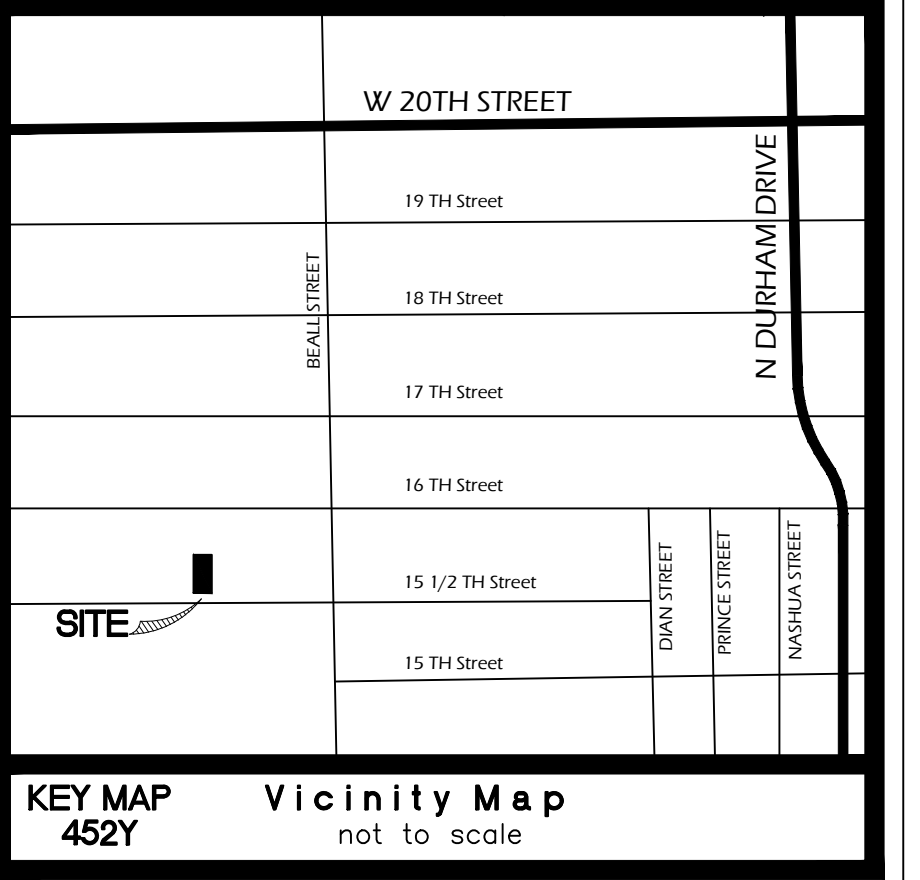 W 20TH STREET
N DURHAM DRIVE
19 TH Street
BEALL STREET
18 TH Street
17 TH Street
16 TH Street
15 1/2 TH Street
DIAN STREET
PRINCE STREET
NASHUA STREET
SITE
15 TH Street
KEY MAP
452Y
Vicinity Map
not to scale